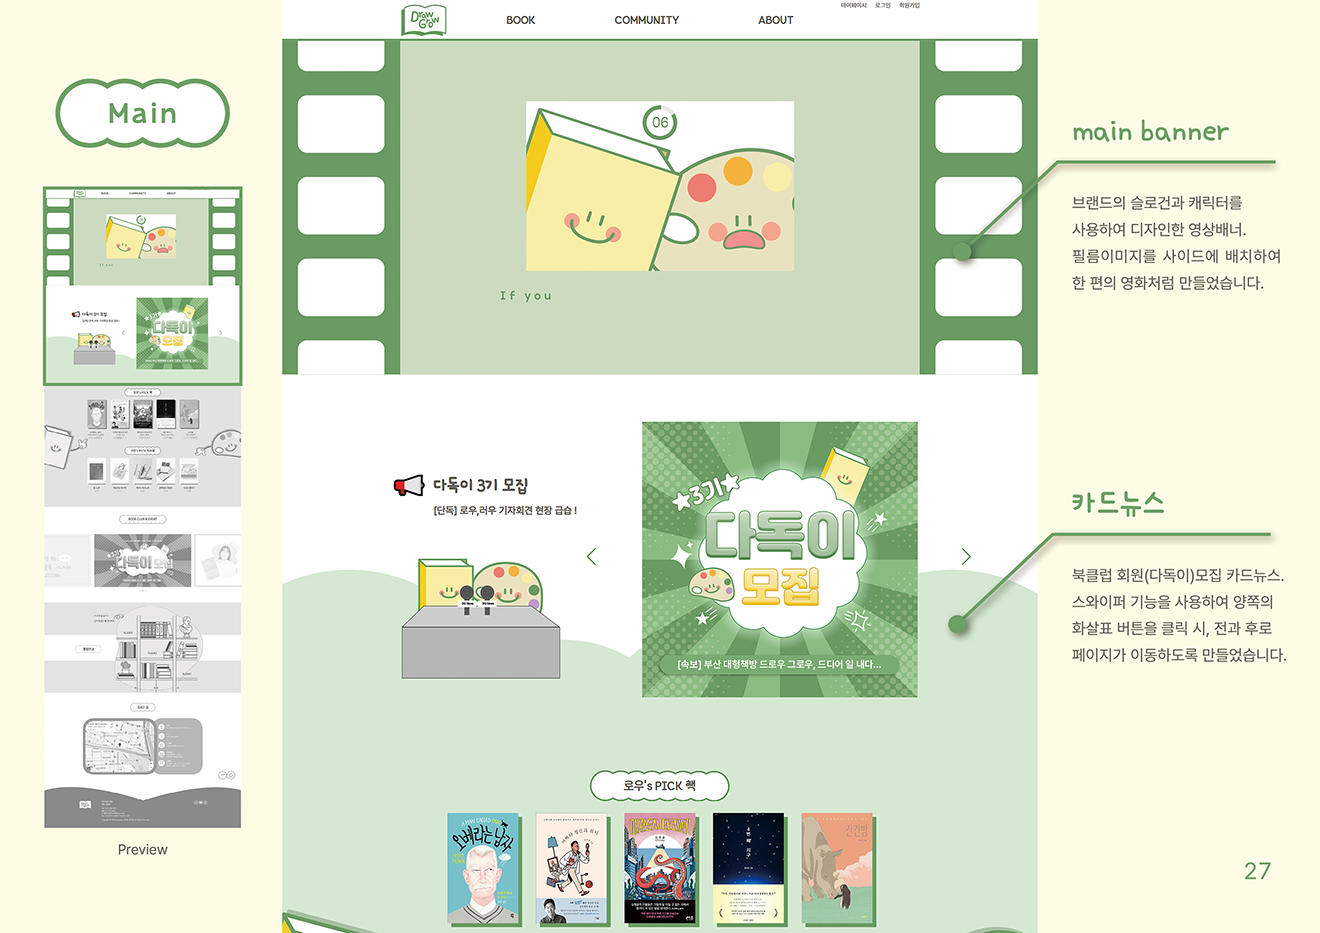 Main
Draw
Grow
BOOK
COMMUNITY
ABOUT
마이페이지 로그인 회원가입
06
If you
다독이 3기 모집
[단독] 로우,러우 기자회견 현장 급습 !
★3기★
다독이
모집
[속보] 부산 대형책방 드로우 그로우, 드디어 일 내다...
로우's PICK 책
A MAN CALLED OVE
오베라는 남자
긴긴밤
main banner
브랜드의 슬로건과 캐릭터를
사용하여 디자인한 영상배너.
필름이미지를 사이드에 배치하여
한 편의 영화처럼 만들었습니다.
카드뉴스
북클럽 회원(다독이)모집 카드뉴스.
스와이퍼 기능을 사용하여 양쪽의
화살표 버튼을 클릭 시, 전과 후로
페이지가 이동하도록 만들었습니다.
Preview
27